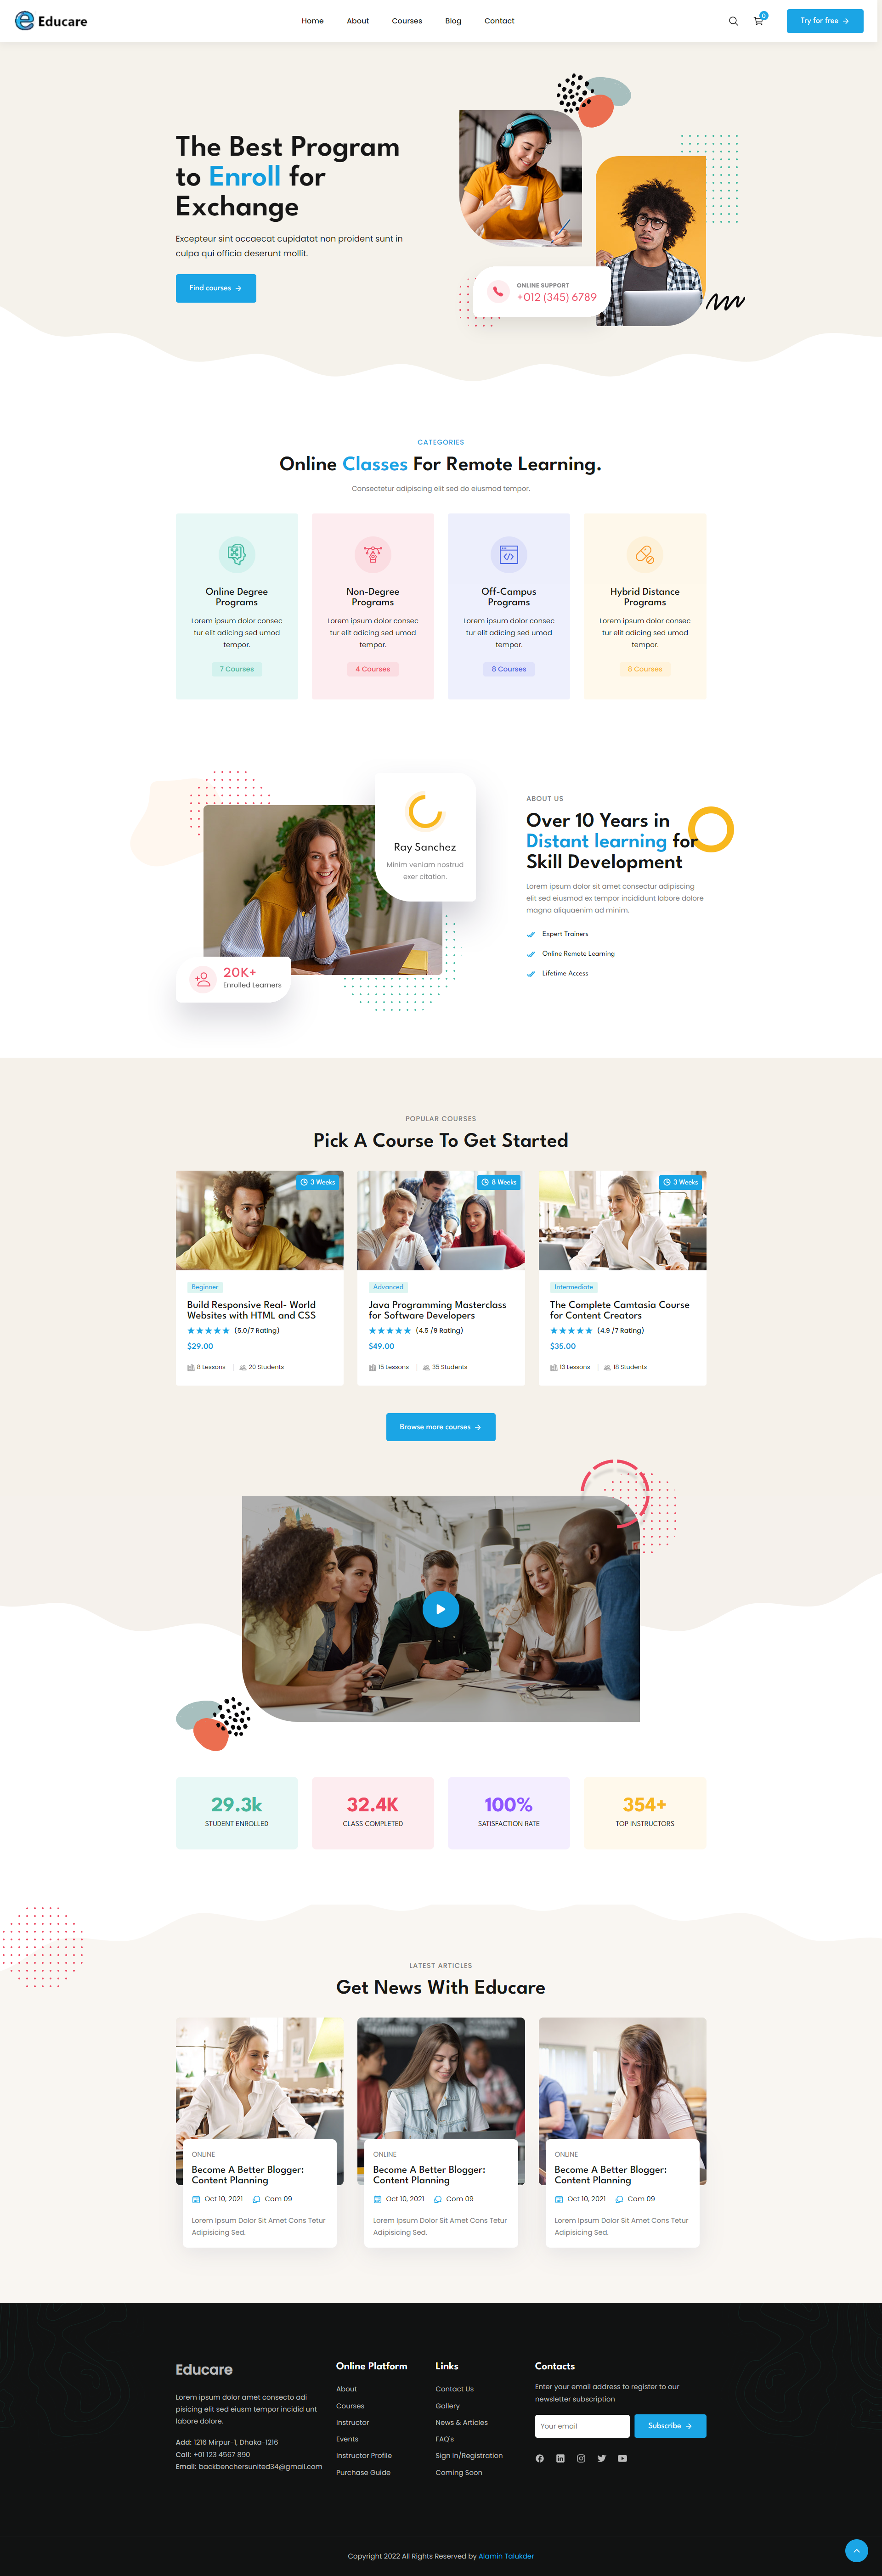 Educare
Home
About
Courses
Blog
Contact
0
Try for free
The Best Program
to Enroll for
Exchange
Excepteur sint occaecat cupidatat non proident sunt in
culpa qui officia deserunt mollit.
Find courses
ONLINE SUPPORT
+012 (345) 6789
CATEGORIES
Online Classes For Remote Learning.
Consectetur adipiscing elit sed do eiusmod tempor.
Online Degree
Programs
Lorem ipsum dolor consec
tur elit adicing sed umod
tempor.
7 Courses
Non-Degree
Programs
Lorem ipsum dolor consec
tur elit adicing sed umod
tempor.
4 Courses
Off-Campus
Programs
Lorem ipsum dolor consec
tur elit adicing sed umod
tempor.
8 Courses
Hybrid Distance
Programs
Lorem ipsum dolor consec
tur elit adicing sed umod
tempor.
8 Courses
Ray Sanchez
Minim veniam nostrud
exer citation.
20K+
Enrolled Learners
ABOUT US
Over 10 Years in
Distant learning for
Skill Development
Lorem ipsum dolor sit amet consectur adipiscing
elit sed eiusmod ex tempor incididunt labore dolore
magna aliquaenim ad minim.
Expert Trainers
Online Remote Learning
Lifetime Access
POPULAR COURSES
Pick A Course To Get Started
3 Weeks
Beginner
Build Responsive Real- World
Websites with HTML and CSS
(5.0/7 Rating)
$29.00
8 Lessons
20 Students
8 Weeks
Advanced
Java Programming Masterclass
for Software Developers
(4.5 /9 Rating)
$49.00
15 Lessons
35 Students
3 Weeks
Intermediate
The Complete Camtasia Course
for Content Creators
(4.9 /7 Rating)
$35.00
13 Lessons
18 Students
Browse more courses
29.3k
STUDENT ENROLLED
32.4K
CLASS COMPLETED
100%
SATISFACTION RATE
354+
TOP INSTRUCTORS
LATEST ARTICLES
Get News With Educare
ONLINE
Become A Better Blogger:
Content Planning
Oct 10, 2021
Com 09
Lorem Ipsum Dolor Sit Amet Cons Tetur
Adipisicing Sed.
ONLINE
Become A Better Blogger:
Content Planning
Oct 10, 2021
Com 09
Lorem Ipsum Dolor Sit Amet Cons Tetur
Adipisicing Sed.
ONLINE
Become A Better Blogger:
Content Planning
Oct 10, 2021
Com 09
Lorem Ipsum Dolor Sit Amet Cons Tetur
Adipisicing Sed.
Educare
Lorem ipsum dolor amet consecto adi
pisicing elit sed eiusm tempor incidid unt
labore dolore.
Add: 1216 Mirpur-1, Dhaka-1216
Call: +01 123 4567 890
Email: backbenchersunited34@gmail.com
Online Platform
About
Courses
Instructor
Events
Instructor Profile
Purchase Guide
Links
Contact Us
Gallery
News & Articles
FAQ's
Sign In/Registration
Coming Soon
Contacts
Enter your email address to register to our
newsletter subscription
Your email
Subscribe
Copyright 2022 All Rights Reserved by Alamin Talukder